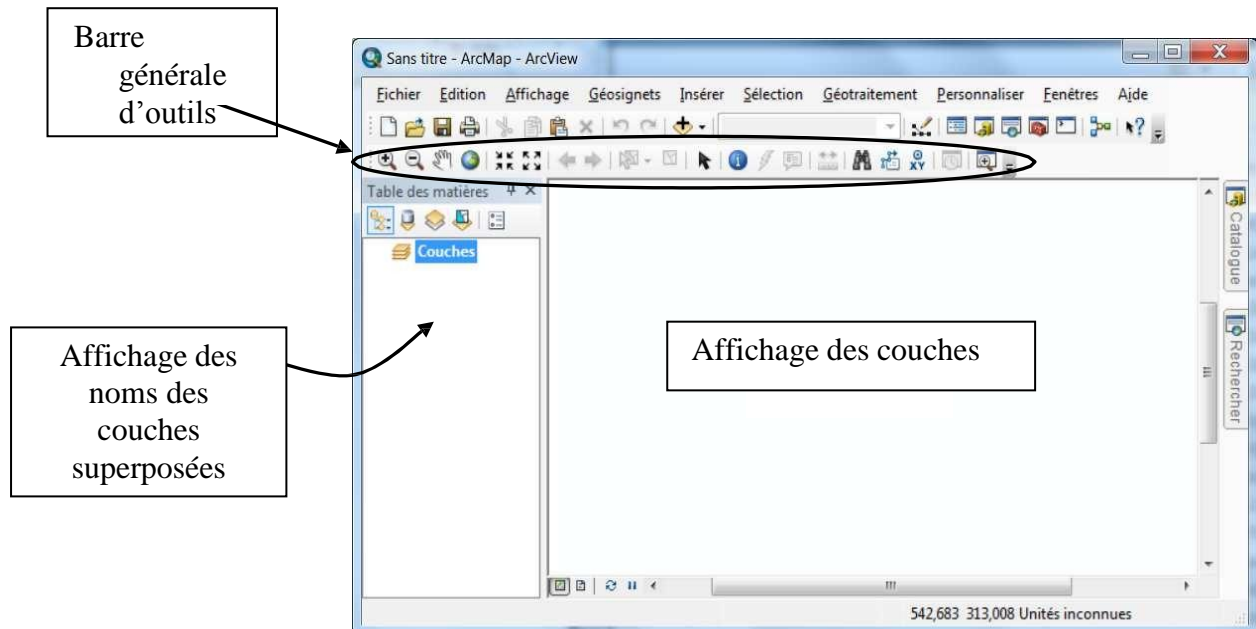 Barre
générale
d’outils
Sans titre - ArcMap - ArcView
Fichier Edition Affichage Géosignets Insérer Sélection Géotraitement Personnaliser Fenêtres Aide
XY
Table des matières
Couches
Catalogue
Rechercher
Affichage des
noms des
couches
superposées
Affichage des couches
542,683 313,008 Unités inconnues